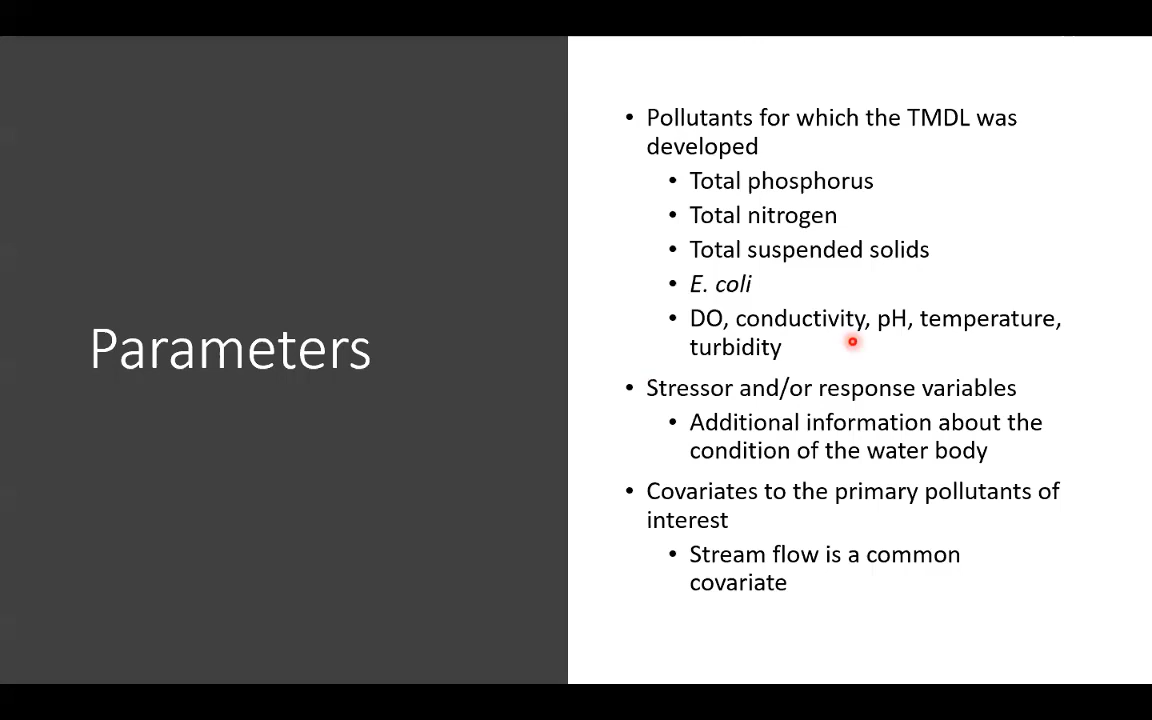 Parameters
• Pollutants for which the TMDL was
developed
• Total phosphorus
• Total nitrogen
• Total suspended solids
• E. coli
• DO, conductivity, pH, temperature,
turbidity
• Stressor and/or response variables
• Additional information about the
condition of the water body
• Covariates to the primary pollutants of
interest
• Stream flow is a common
covariate